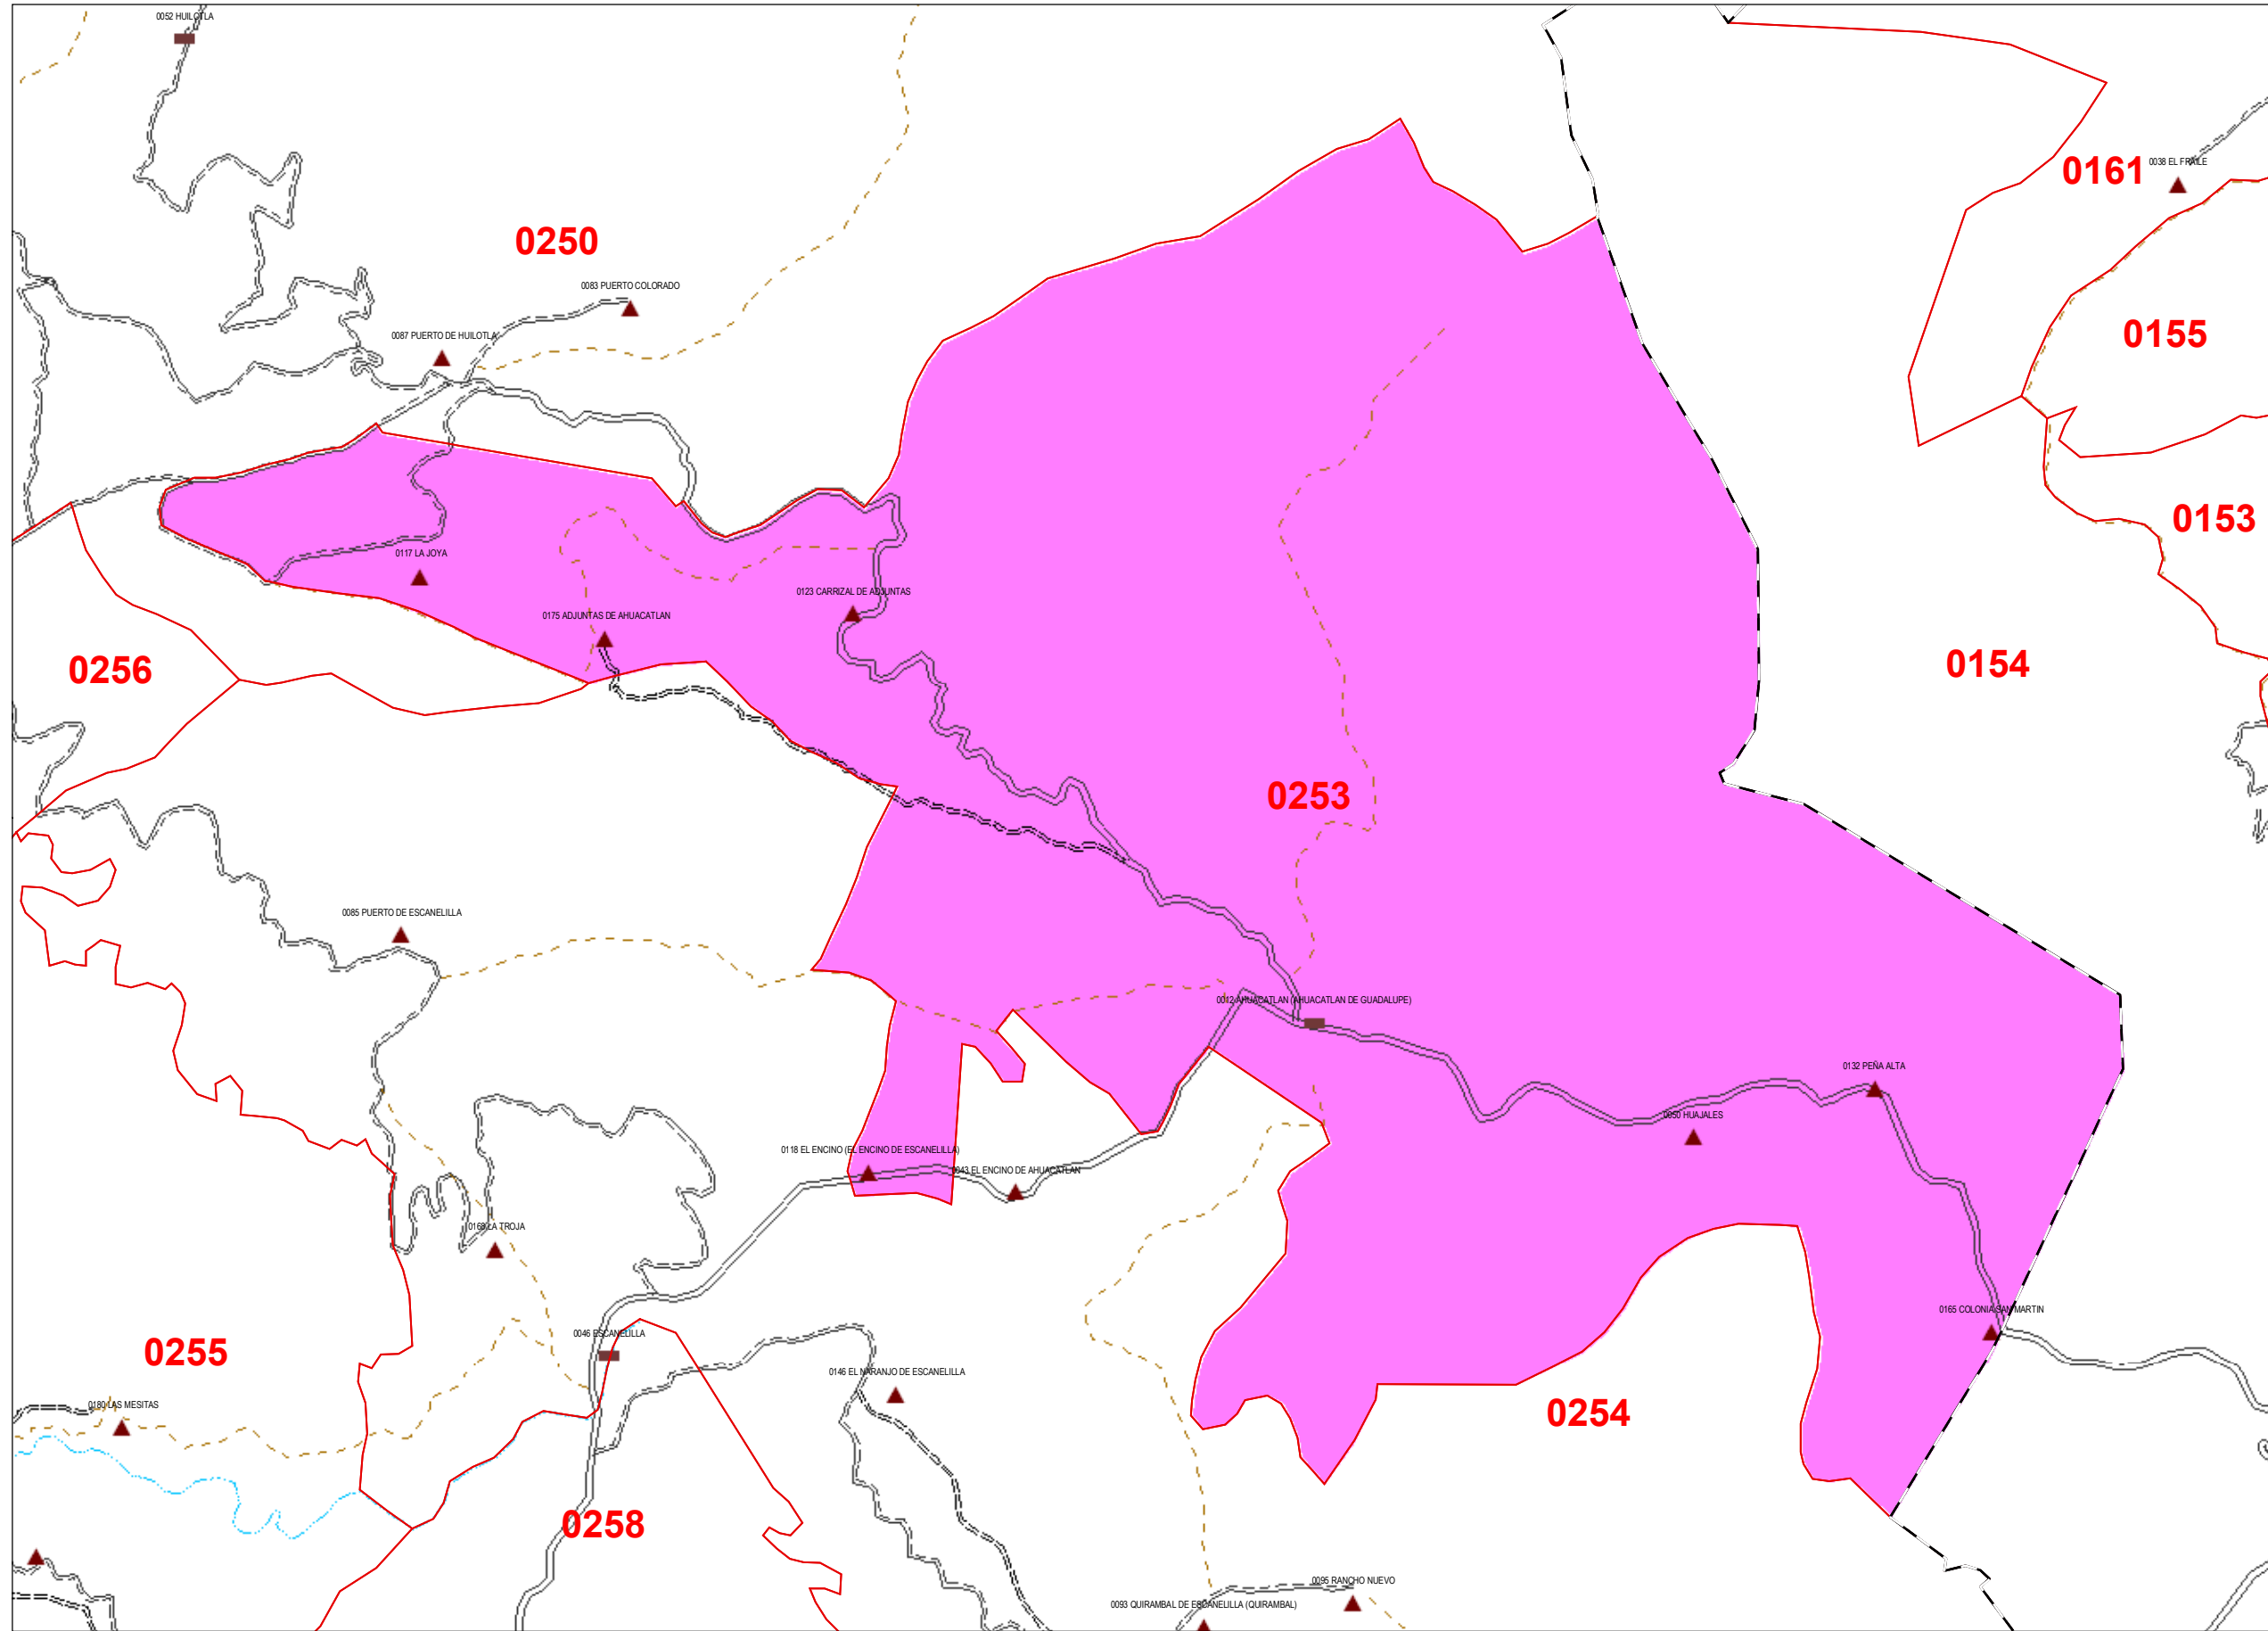 0052 HUILOTLA
0161
0038 EL FRAILE
0250
0083 PUERTO COLORADO
0087 PUERTO DE HUILOTLA
0155
0153
0117 LA JOYA
0123 CARRIZAL DE ADJUNTAS
0175 ADJUNTAS DE AHUACATLAN
0256
0154
0253
0085 PUERTO DE ESCANELILLA
0012 AHUACATLAN (AHUACATLAN DE GUADALUPE)
0132 PEÑA ALTA
0050 HUAJALES
0118 EL ENCINO (EL ENCINO DE ESCANELILLA)
0043 EL ENCINO DE AHUACATLAN
0168 LA TROJA
0165 COLONIA SAN MARTIN
0046 ESCANELILLA
0255
0146 EL NARANJO DE ESCANELILLA
0180 LAS MESITAS
0254
0258
0095 RANCHO NUEVO
0093 QUIRAMBAL DE ESCANELILLA (QUIRAMBAL)